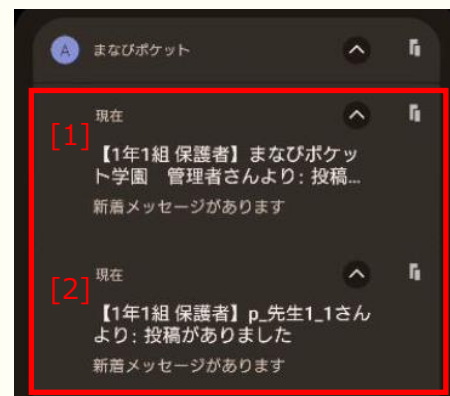 A まなびポケット
現在
[1]
【1年1組 保護者】まなびポケッ
ト学園　管理者さんより: 投稿...
新着メッセージがあります
現在
[2]
【1年1組 保護者】p_先生1_1さん
より: 投稿がありました
新着メッセージがあります